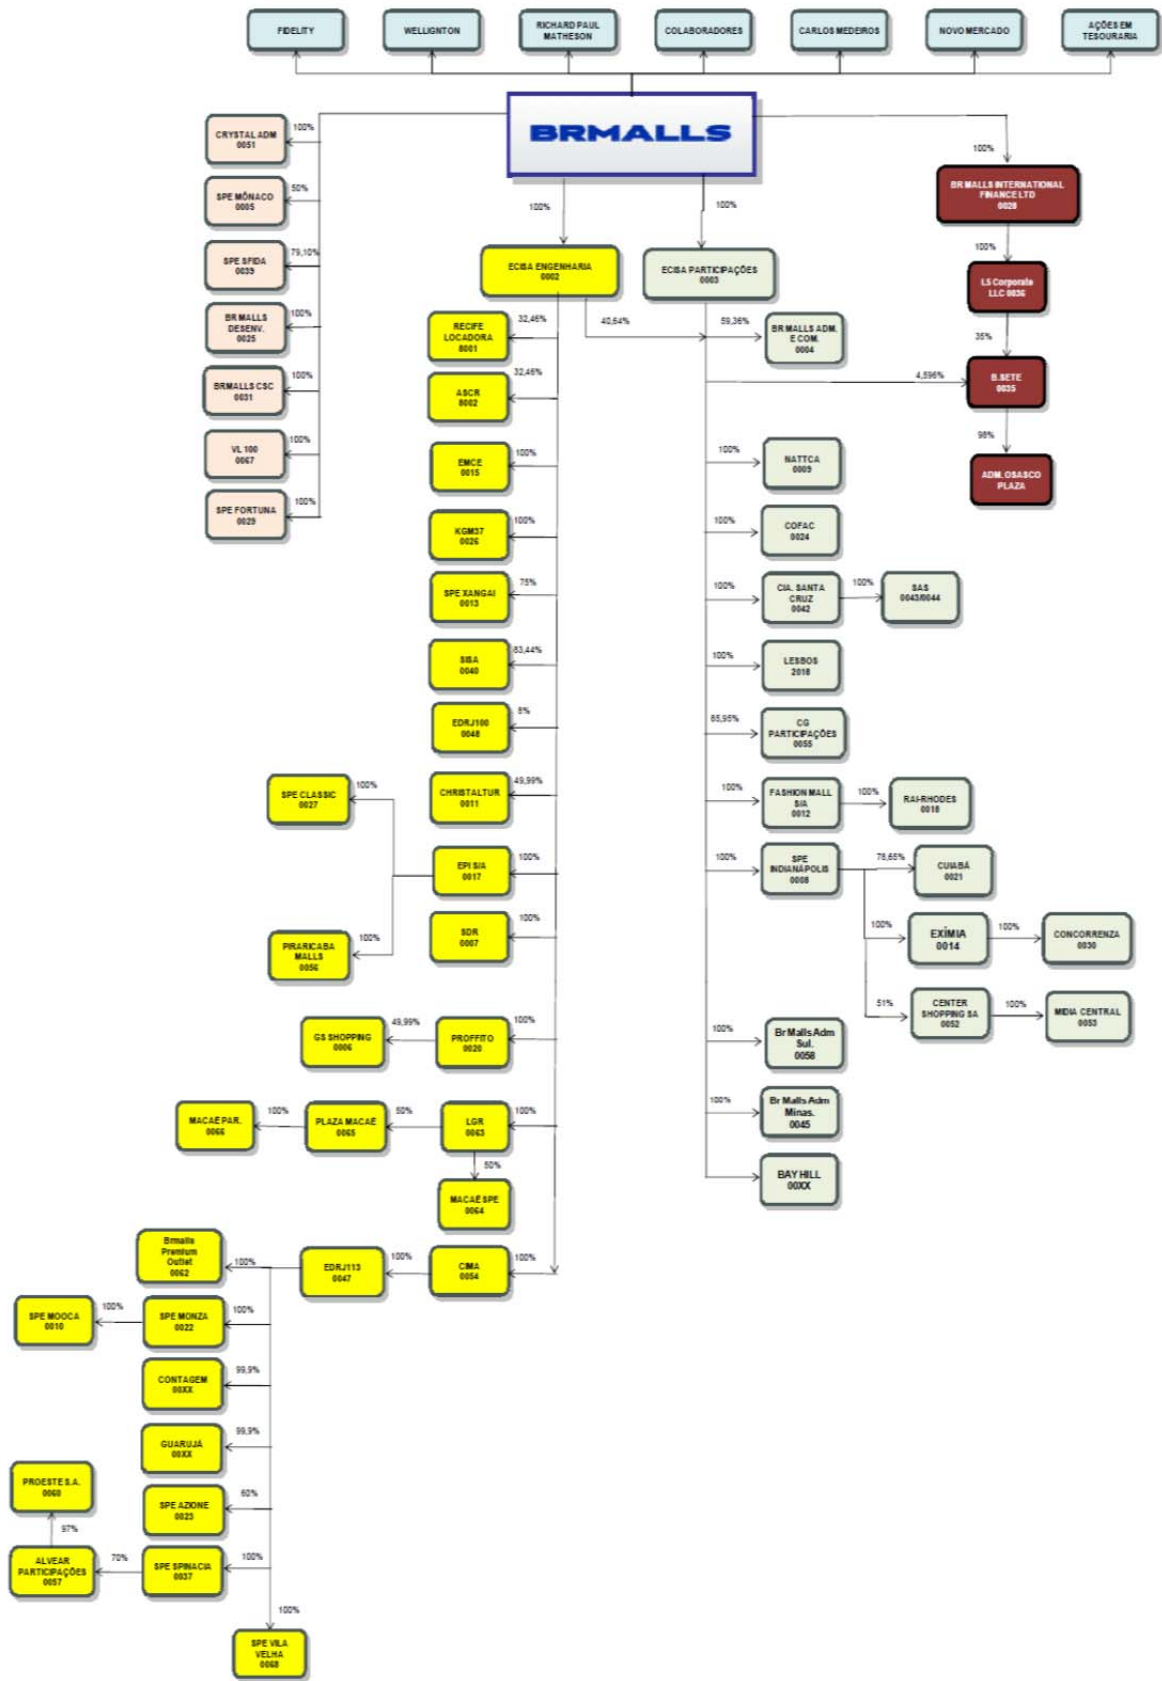 FIDELITY
WELLIGNTON
RICHARD PAUL
MATHESON
COLABORADORES
CARLOS MEDEIROS
NOVO MERCADO
AÇÕES EM
TESOURARIA
BRMALLS
CRYSTAL ADM
0051
100%
SPE MÔNACO
0005
50%
SPE SFIDA
0039
79,10%
BR MALLS
DESENV.
0025
100%
BRMALLS CSC
0031
100%
VL 100
0067
100%
SPE FORTUNA
0029
100%
100%
BR MALLS INTERNATIONAL
FINANCE LTD
0028
100%
L5 Corporate
LLC 0036
35%
B.SETE
0035
98%
ADM. OSASCO
PLAZA
100%
ECISA ENGENHARIA
0002
100%
ECISA PARTICIPAÇÕES
0003
RECIFE
LOCADORA
8001
32,46%
40,64%
59,36%
BR MALLS ADM.
E COM.
0004
ASCR
8002
32,46%
4,596%
EMCE
0015
100%
100%
NATTCA
0009
KGM37
0026
100%
100%
COFAC
0024
SPE XANGAI
0013
75%
100%
CIA. SANTA
CRUZ
0042
100%
SAS
0043/0044
SISA
0040
83,44%
100%
LESBOS
2018
EDRJ100
0048
8%
65,95%
CG
PARTICIPAÇÕES
0055
SPE CLASSIC
0027
100%
CHRISTALTUR
0011
49,99%
100%
FASHION MALL
S/A
0012
100%
RAI-RHODES
0018
EPI S/A
0017
100%
100%
SPE
INDIANÁPOLIS
0008
78,65%
CUIABÁ
0021
PIRARICABA
MALLS
0056
100%
SDR
0007
100%
100%
EXÍMIA
0014
100%
CONCORRENZA
0030
51%
CENTER
SHOPPING SA
0052
100%
MIDIA CENTRAL
0053
GS SHOPPING
0006
49,99%
PROFFITO
0020
100%
100%
Br Malls Adm
Sul.
0058
MACAÉ PAR.
0066
100%
PLAZA MACAÉ
0065
50%
LGR
0063
100%
100%
Br Malls Adm
Minas.
0045
50%
MACAÉ SPE
0064
BAY HILL
00XX
Brmalls
Premium
Outlet
0062
100%
EDRJ113
0047
100%
CIMA
0054
100%
SPE MOOCA
0010
100%
SPE MONZA
0022
100%
CONTAGEM
00XX
99,9%
GUARUJÁ
00XX
99,9%
PROESTE S.A.
0060
SPE AZIONE
0023
60%
97%
ALVEAR
PARTICIPAÇÕES
0057
70%
SPE SPINACIA
0037
100%
100%
SPE VILA
VELHA
0068